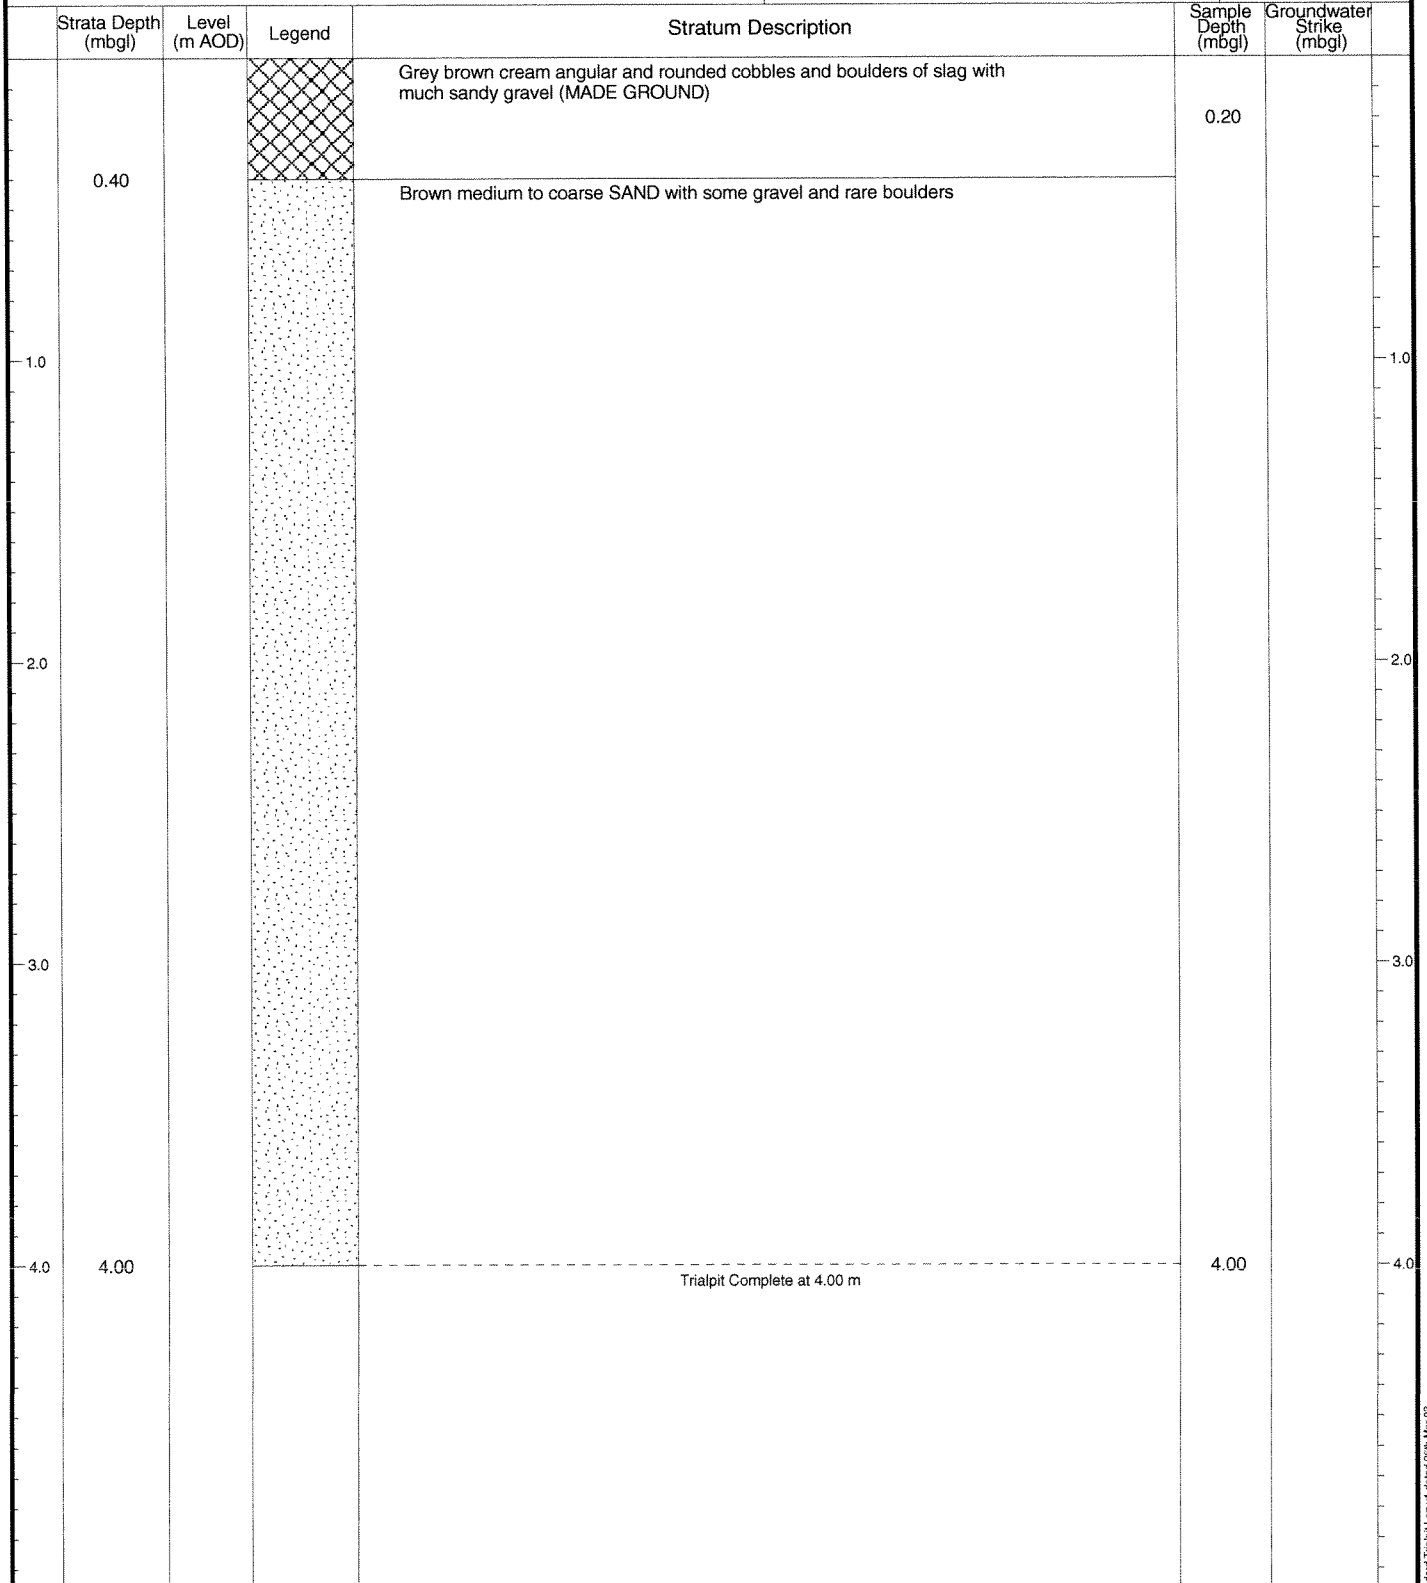 Strata Depth
(mbgl)
Level
(m AOD)
Legend
Stratum Description
Sample
Depth
(mbgl)
Groundwater
Strike
(mbgl)
Grey brown cream angular and rounded cobbles and boulders of slag with
much sandy gravel (MADE GROUND)
0.20
0.40
Brown medium to coarse SAND with some gravel and rare boulders
1.0
1.0
2.0
2.0
3.0
3.0
4.0
4.00
4.00
4.0
Trialpit Complete at 4.00 m